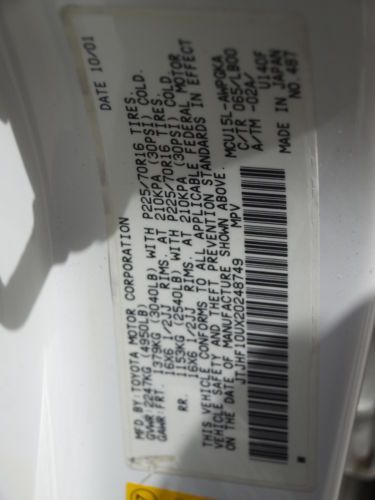 MFD.BY:TOYOTA MOTOR CORPORATION DATE 10/01
GVWR:2247KG (4950LB)
GAWR:FRT. 1379KG (3040LB) WITH P225/70R16 TIRES.
16X6 1/2JJ RIMS. AT 210KPA (30PSI) COLD.
RR. 1153KG (2540LB) WITH P225/70R16 TIRES.
16X6 1/2JJ RIMS. AT 210KPA (30PSI) COLD.
THIS VEHICLE CONFORMS TO ALL APPLICABLE FEDERAL MOTOR
VEHICLE SAFETY AND THEFT PREVENTION STANDARDS IN EFFECT
ON THE DATE OF MANUFACTURE SHOWN ABOVE.
JTJHF10UX20248749 MPV
MCU15L-AWPGKA
C/TR 065/LB00
A/TM -02A/ U140F
MADE IN JAPAN NO.487